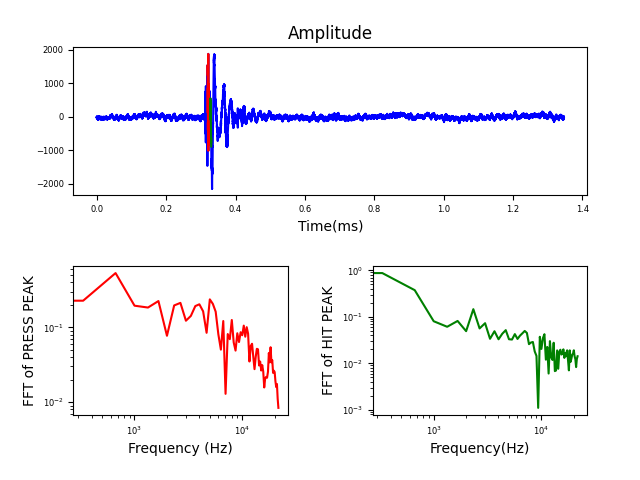 Amplitude
2000
1000
0
−1000
−2000
0.0 0.2 0.4 0.6 0.8 1.0 1.2 1.4
Time(ms)
FFT of PRESS PEAK
10⁻¹
10⁻²
10³ 10⁴
Frequency (Hz)
FFT of HIT PEAK
10⁰
10⁻¹
10⁻²
10⁻³
10³ 10⁴
Frequency(Hz)